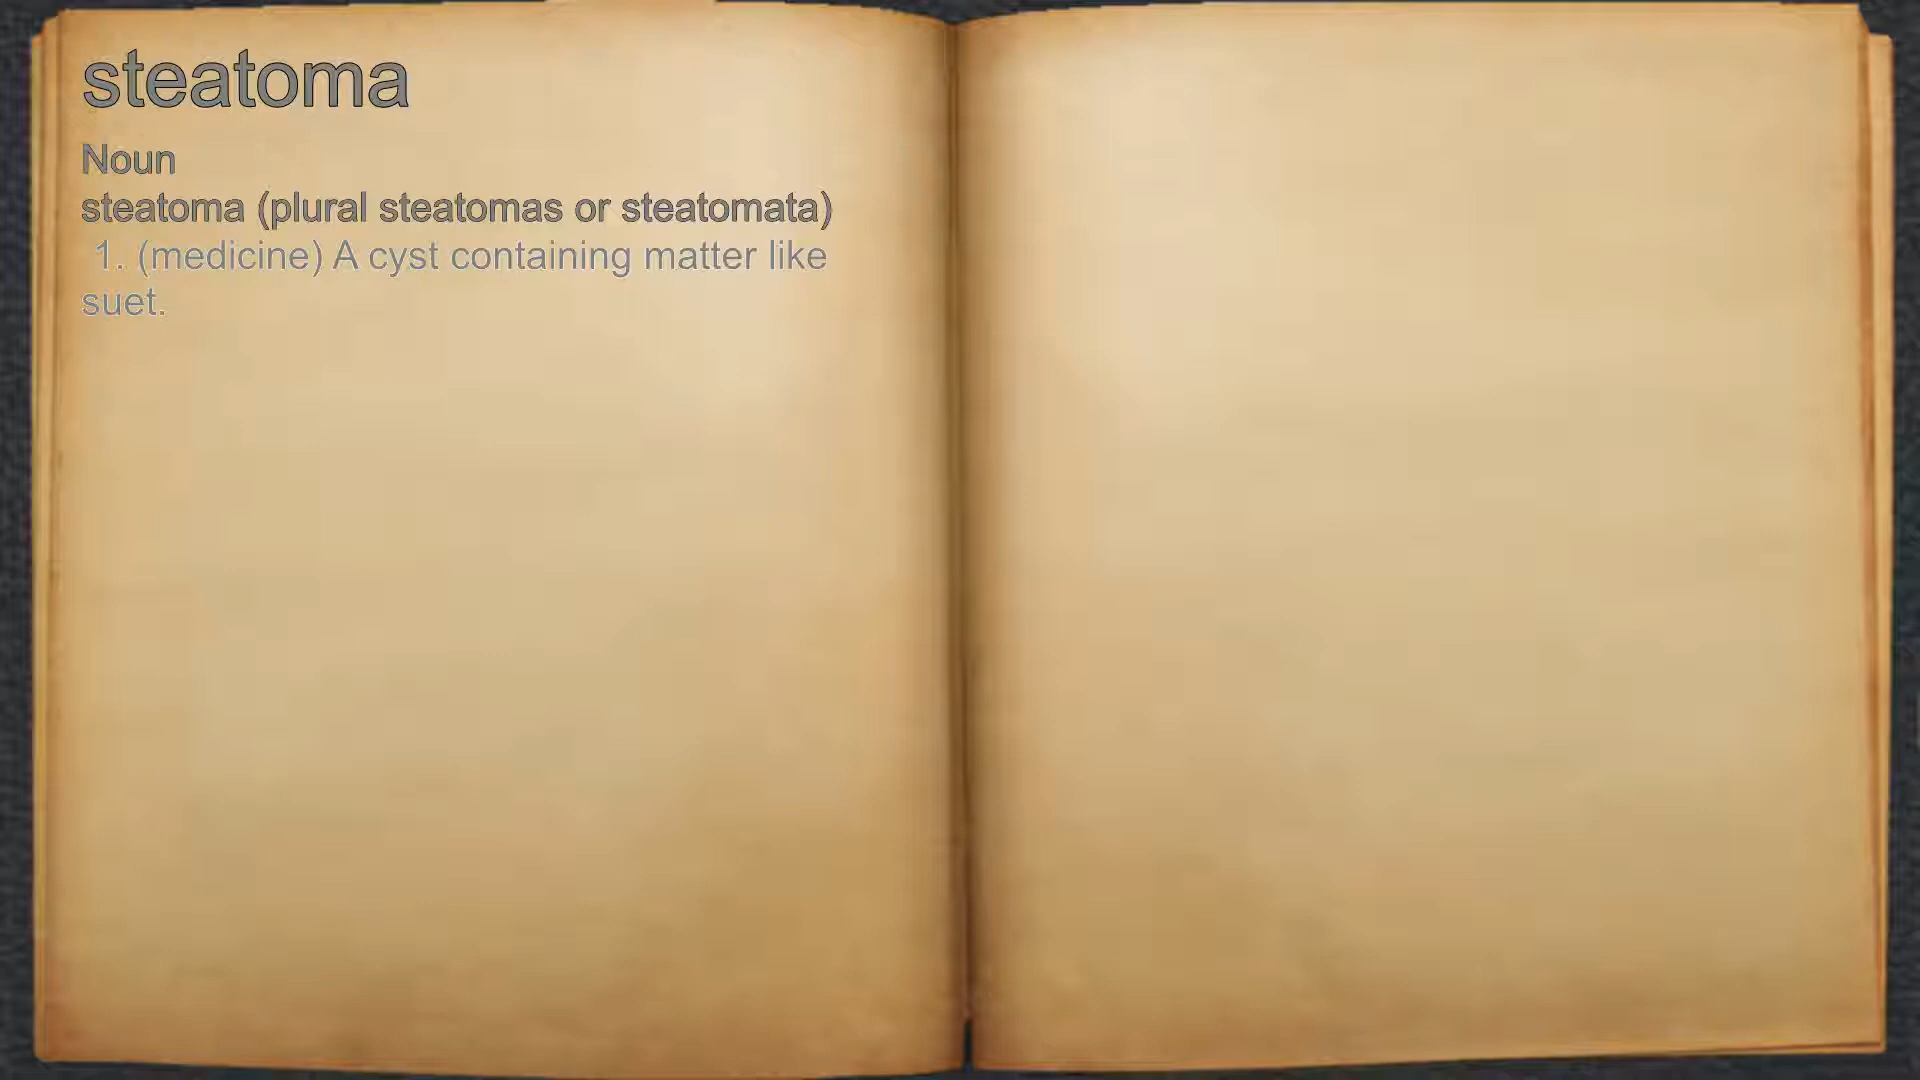 steatoma
Noun
steatoma (plural steatomas or steatomata)
1. (medicine) A cyst containing matter like
suet.